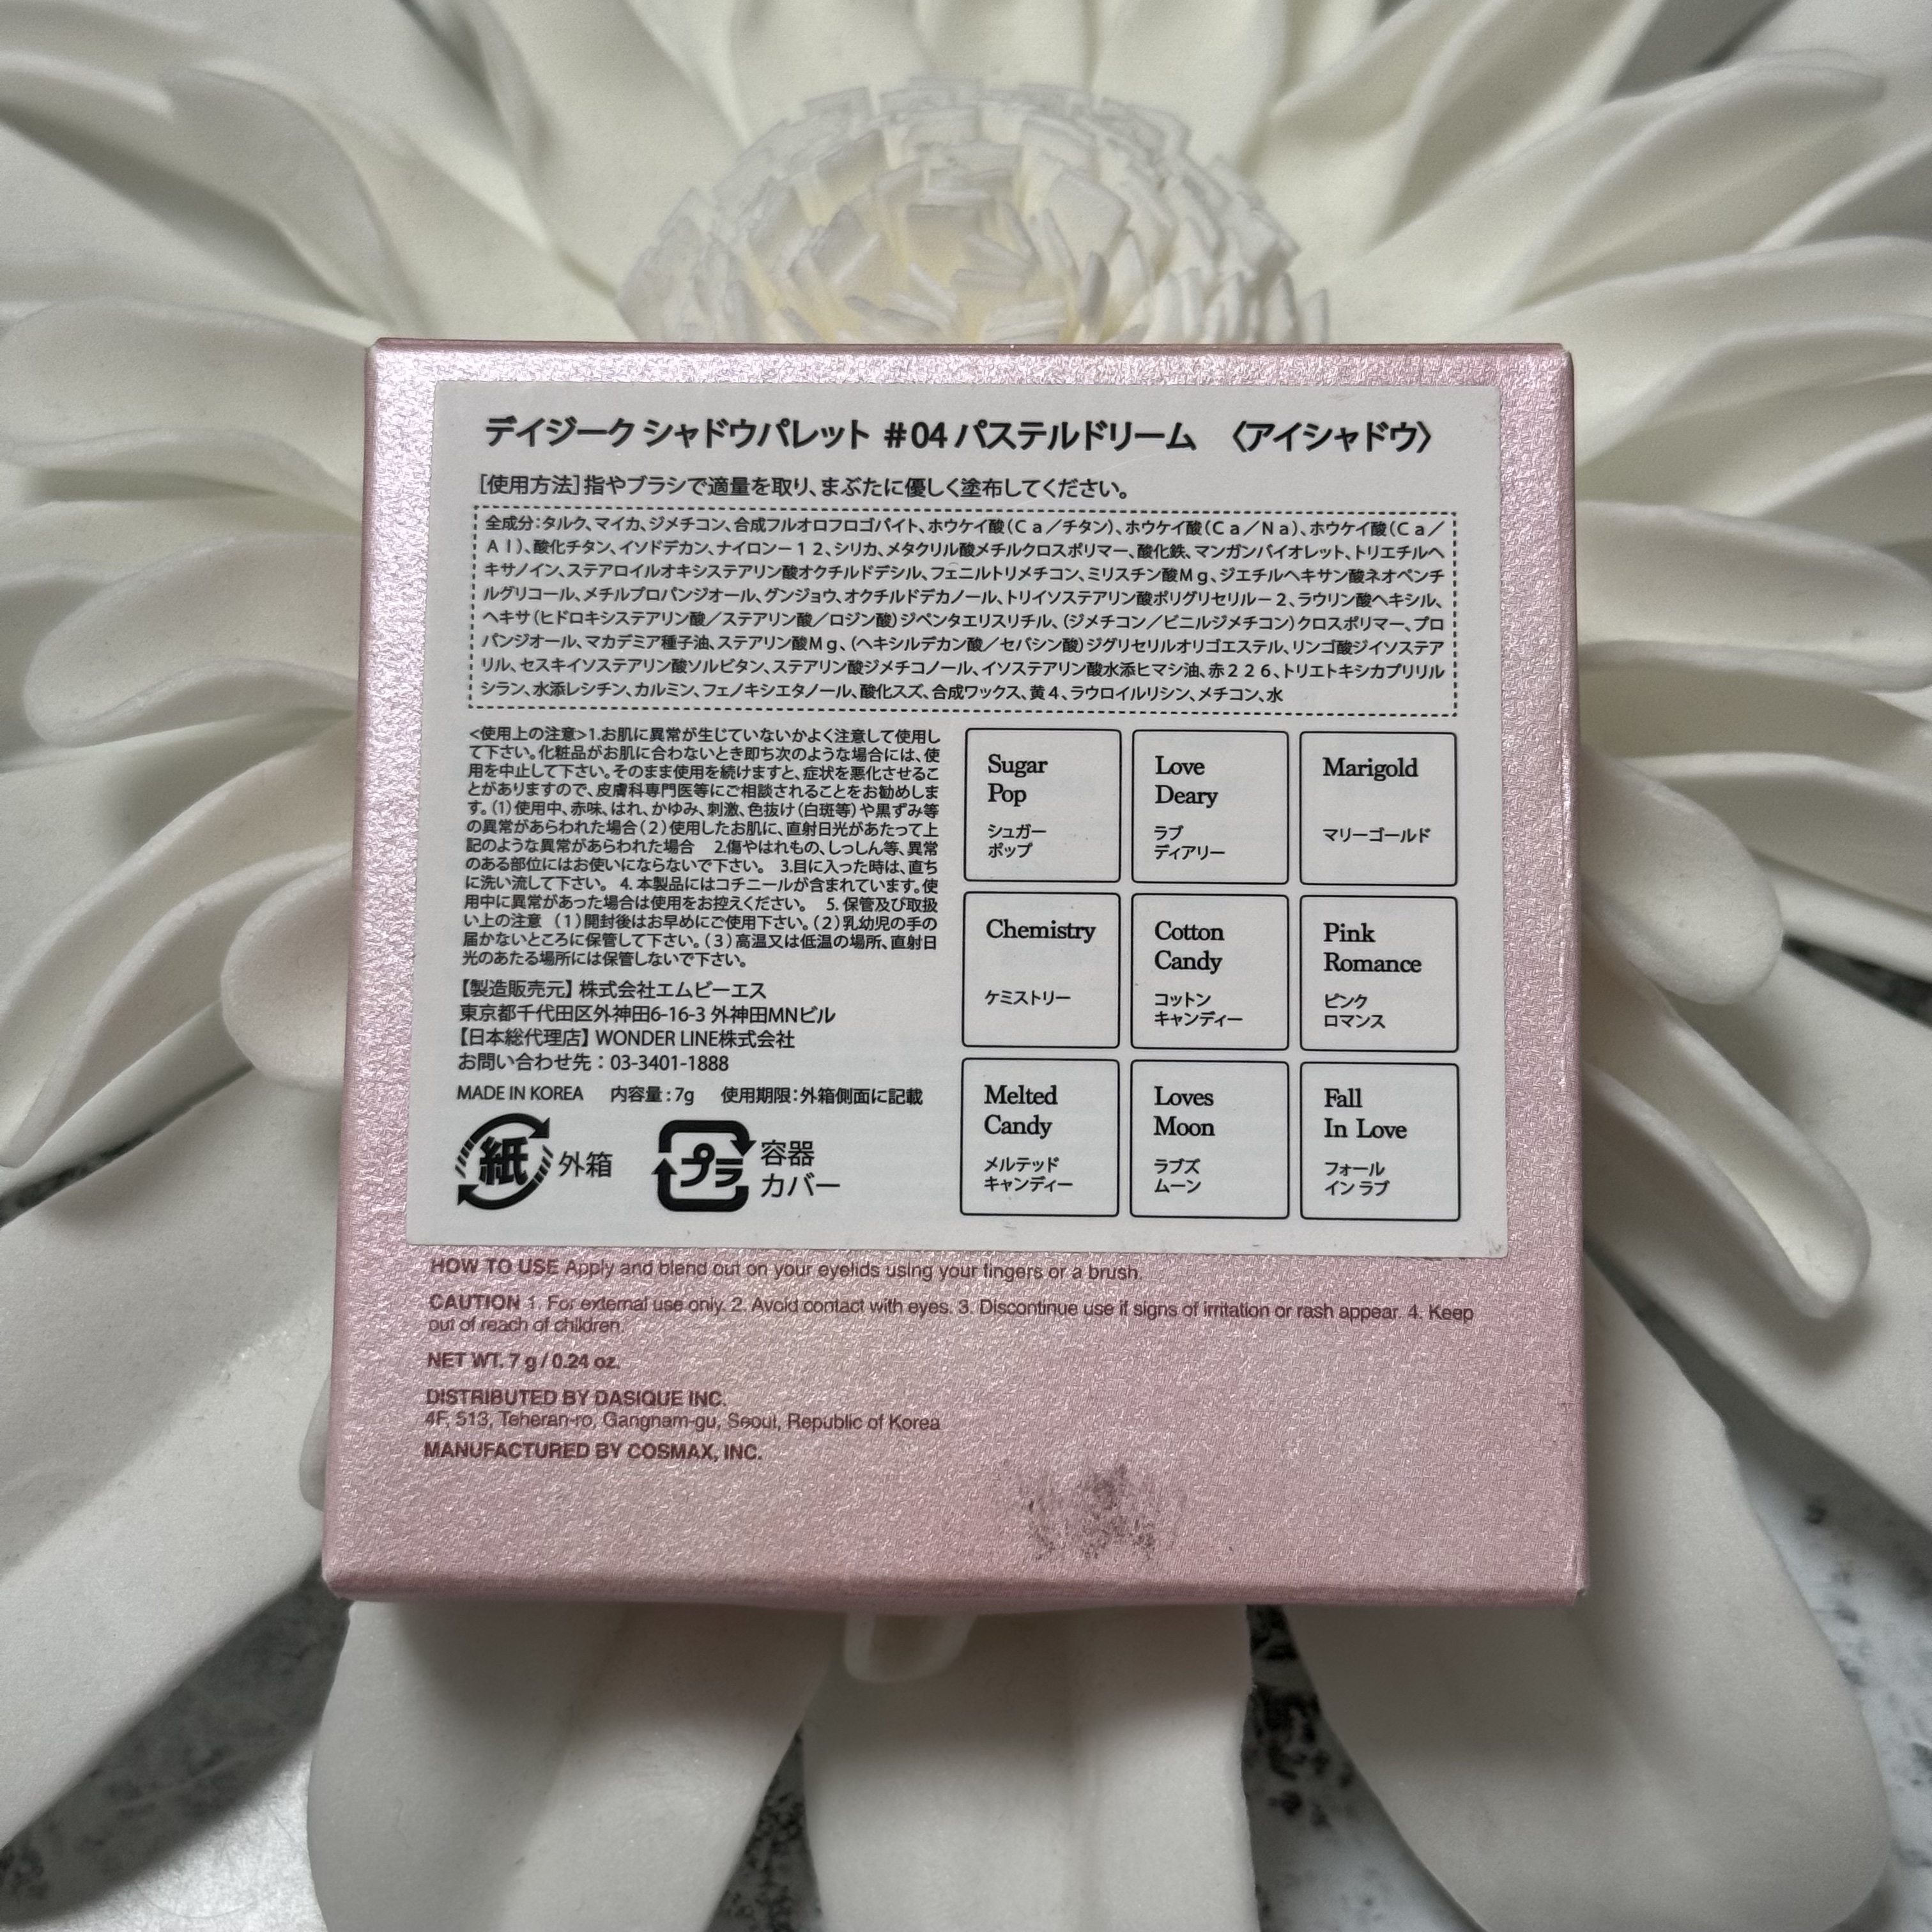 デイジーク シャドウパレット #04 パステルドリーム 〈アイシャドウ〉
[使用方法]指やブラシで適量を取り、まぶたに優しく塗布してください。
全成分:タルク、マイカ、ジメチコン、合成フルオロフロゴパイト、ホウケイ酸(Ca/チタン)、ホウケイ酸(Ca/Na)、ホウケイ酸(Ca/
Al)、酸化チタン、イソドデカン、ナイロン-12、シリカ、メタクリル酸メチルクロスポリマー、酸化鉄、マンガンバイオレット、トリエチルヘ
キサノイン、ステアロイルオキシステアリン酸オクチルドデシル、フェニルトリメチコン、ミリスチン酸Mg、ジエチルヘキサン酸ネオペンチ
ルグリコール、メチルプロパンジオール、グンジョウ、オクチルドデカノール、トリイソステアリン酸ポリグリセリル-2、ラウリン酸ヘキシル、
ヘキサ(ヒドロキシステアリン酸/ステアリン酸/ロジン酸)ジペンタエリスリチル、(ジメチコン/ビニルジメチコン)クロスポリマー、プロ
パンジオール、マカデミア種子油、ステアリン酸Mg、(ヘキシルデカン酸/セバシン酸)ジグリセリルオリゴエステル、リンゴ酸ジイソステア
リル、セスキイソステアリン酸ソルビタン、ステアリン酸ジメチコノール、イソステアリン酸水添ヒマシ油、赤226、トリエトキシカプリリル
シラン、水添レシチン、カルミン、フェノキシエタノール、酸化スズ、合成ワックス、黄4、ラウロイルリシン、メチコン、水
<使用上の注意>1.お肌に異常が生じていないかよく注意して使用し
て下さい。化粧品がお肌に合わないとき即ち次のような場合には、使
用を中止して下さい。そのまま使用を続けますと、症状を悪化させるこ
とがありますので、皮膚科専門医等にご相談されることをお勧めしま
す。(1)使用中、赤味、はれ、かゆみ、刺激、色抜け(白斑等)や黒ずみ等
の異常があらわれた場合(2)使用したお肌に、直射日光があたって上
記のような異常があらわれた場合 2.傷やはれもの、しっしん等、異常
のある部位にはお使いにならないで下さい。 3.目に入った時は、直ち
に洗い流して下さい。 4. 本製品にはコチニールが含まれています。使
用中に異常があった場合は使用をお控えください。 5. 保管及び取扱
い上の注意 (1)開封後はお早めにご使用下さい。(2)乳幼児の手の
届かないところに保管して下さい。(3)高温又は低温の場所、直射日
光のあたる場所には保管しないで下さい。
【製造販売元】株式会社エムビーエス
東京都千代田区外神田6-16-3 外神田MNビル
【日本総代理店】WONDER LINE株式会社
お問い合わせ先：03-3401-1888
MADE IN KOREA 内容量:7g 使用期限:外箱側面に記載
紙 外箱
プラ 容器
カバー
Sugar
Pop
シュガー
ポップ
Love
Deary
ラブ
ディアリー
Marigold
マリーゴールド
Chemistry
ケミストリー
Cotton
Candy
コットン
キャンディー
Pink
Romance
ピンク
ロマンス
Melted
Candy
メルテッド
キャンディー
Loves
Moon
ラブズ
ムーン
Fall
In Love
フォール
イン ラブ
HOW TO USE Apply and blend out on your eyelids using your fingers or a brush.
CAUTION 1. For external use only. 2. Avoid contact with eyes. 3. Discontinue use if signs of irritation or rash appear. 4. Keep
out of reach of children.
NET WT. 7 g / 0.24 oz.
DISTRIBUTED BY DASIQUE INC.
4F, 513, Teheran-ro, Gangnam-gu, Seoul, Republic of Korea
MANUFACTURED BY COSMAX, INC.